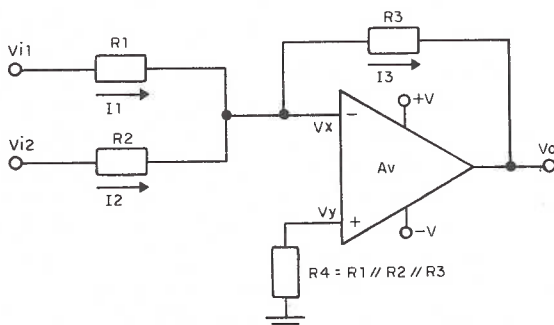 R3
Vi1
R1
I3
I1
+V
Vi2
R2
Vx
−
Av
Vo
I2
Vy
+
−V
R4 = R1 // R2 // R3